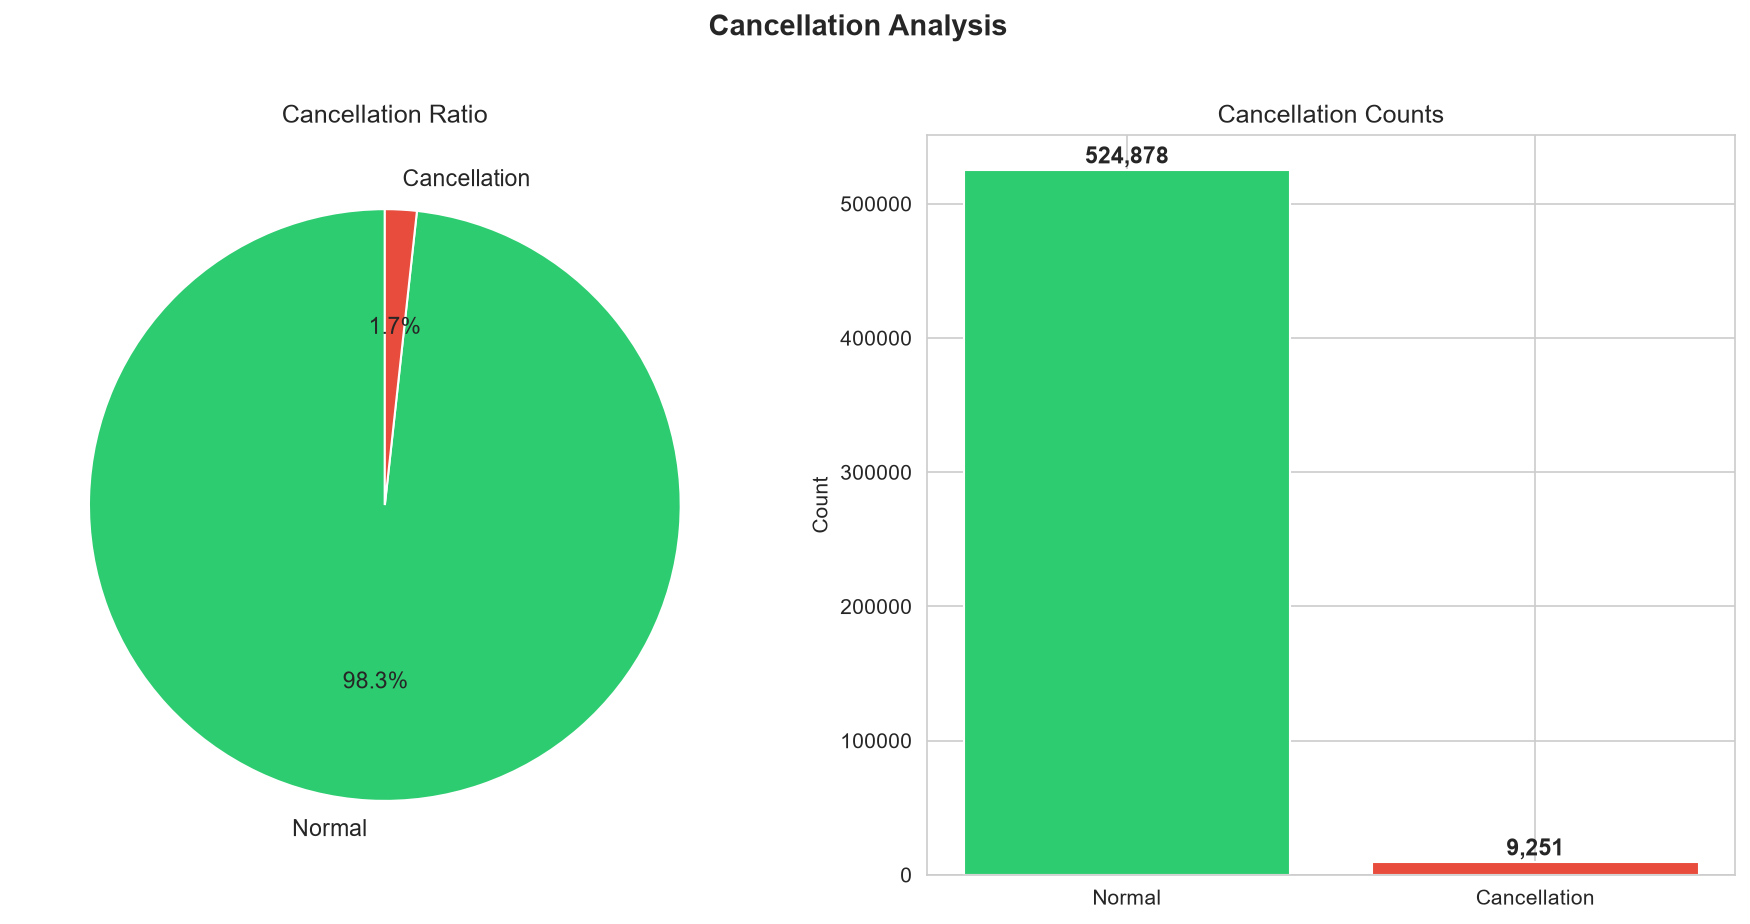 Cancellation Analysis
Cancellation Ratio
Cancellation
1.7%
98.3%
Normal
Cancellation Counts
524,878
500000
400000
300000
200000
100000
0
Count
9,251
Normal
Cancellation